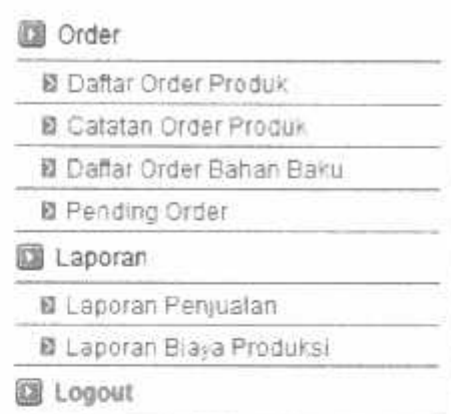 Order
Daftar Order Produk
Catatan Order Produk
Daftar Order Bahan Baku
Pending Order
Laporan
Laporan Penjualan
Laporan Biaya Produksi
Logout